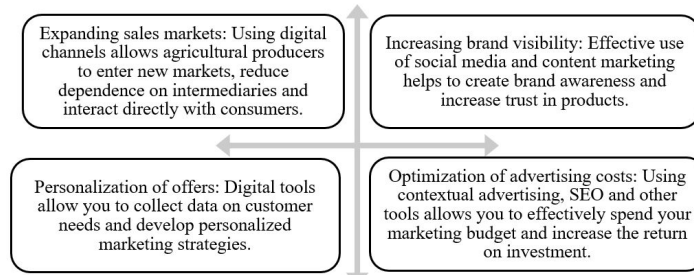 Expanding sales markets: Using digital
channels allows agricultural producers
to enter new markets, reduce
dependence on intermediaries and
interact directly with consumers.
Increasing brand visibility: Effective use
of social media and content marketing
helps to create brand awareness and
increase trust in products.
Personalization of offers: Digital tools
allow you to collect data on customer
needs and develop personalized
marketing strategies.
Optimization of advertising costs: Using
contextual advertising, SEO and other
tools allows you to effectively spend your
marketing budget and increase the return
on investment.